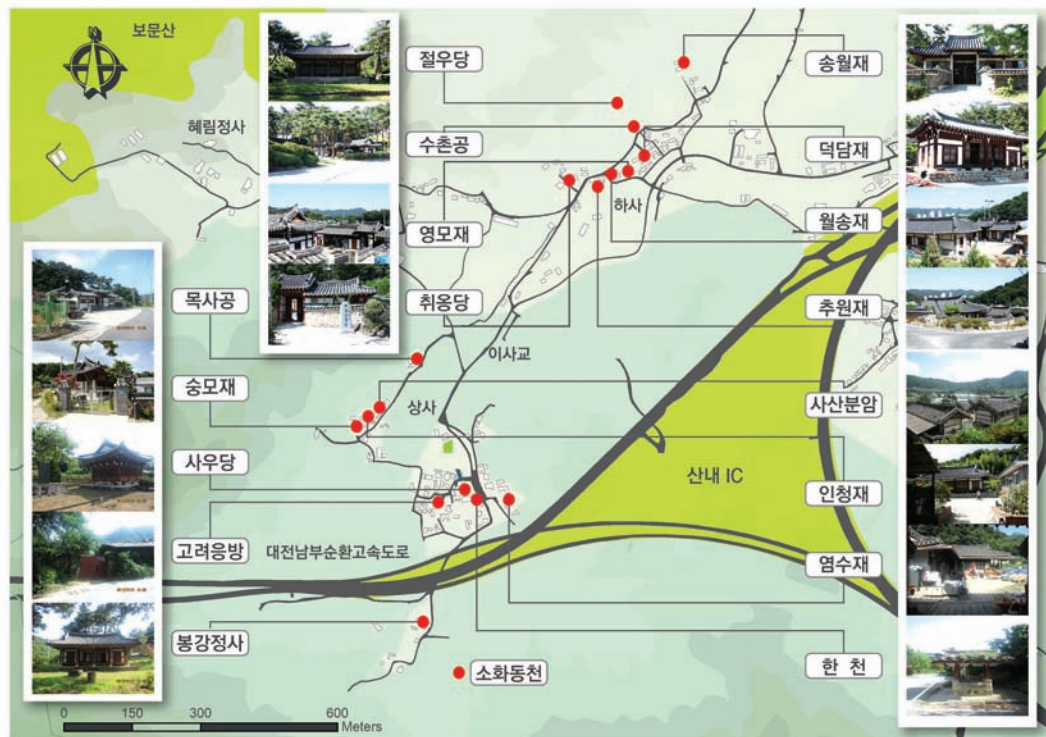 보문산
혜림정사
절우당
송월재
수촌공
덕담재
하사
영모재
월송재
목사공
취옹당
추원재
이사교
숭모재
상사
사산분암
사우당
산내 IC
인청재
고려응방
대전남부순환고속도로
염수재
봉강정사
소화동천
한 천
0 150 300 600
Meters